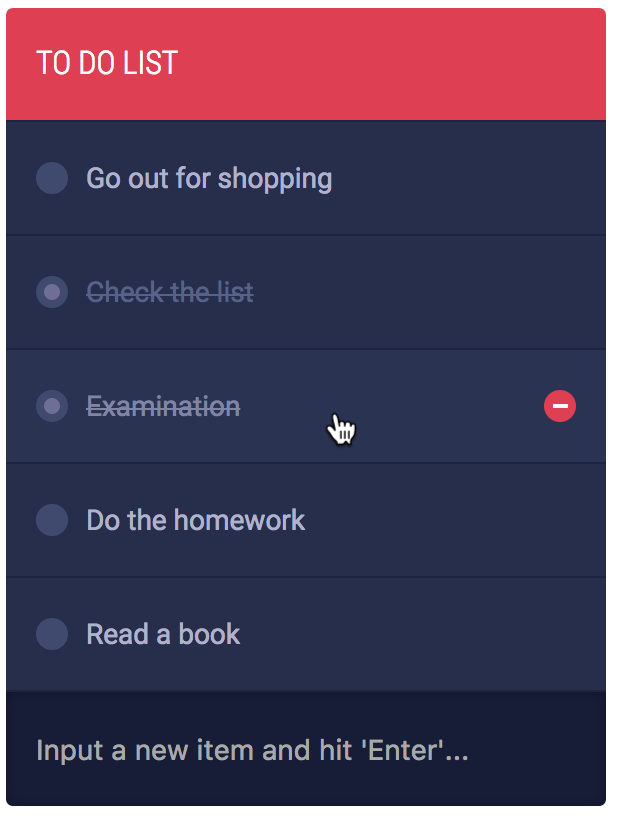 TO DO LIST
Go out for shopping
Check the list
Examination
Do the homework
Read a book
Input a new item and hit 'Enter'...